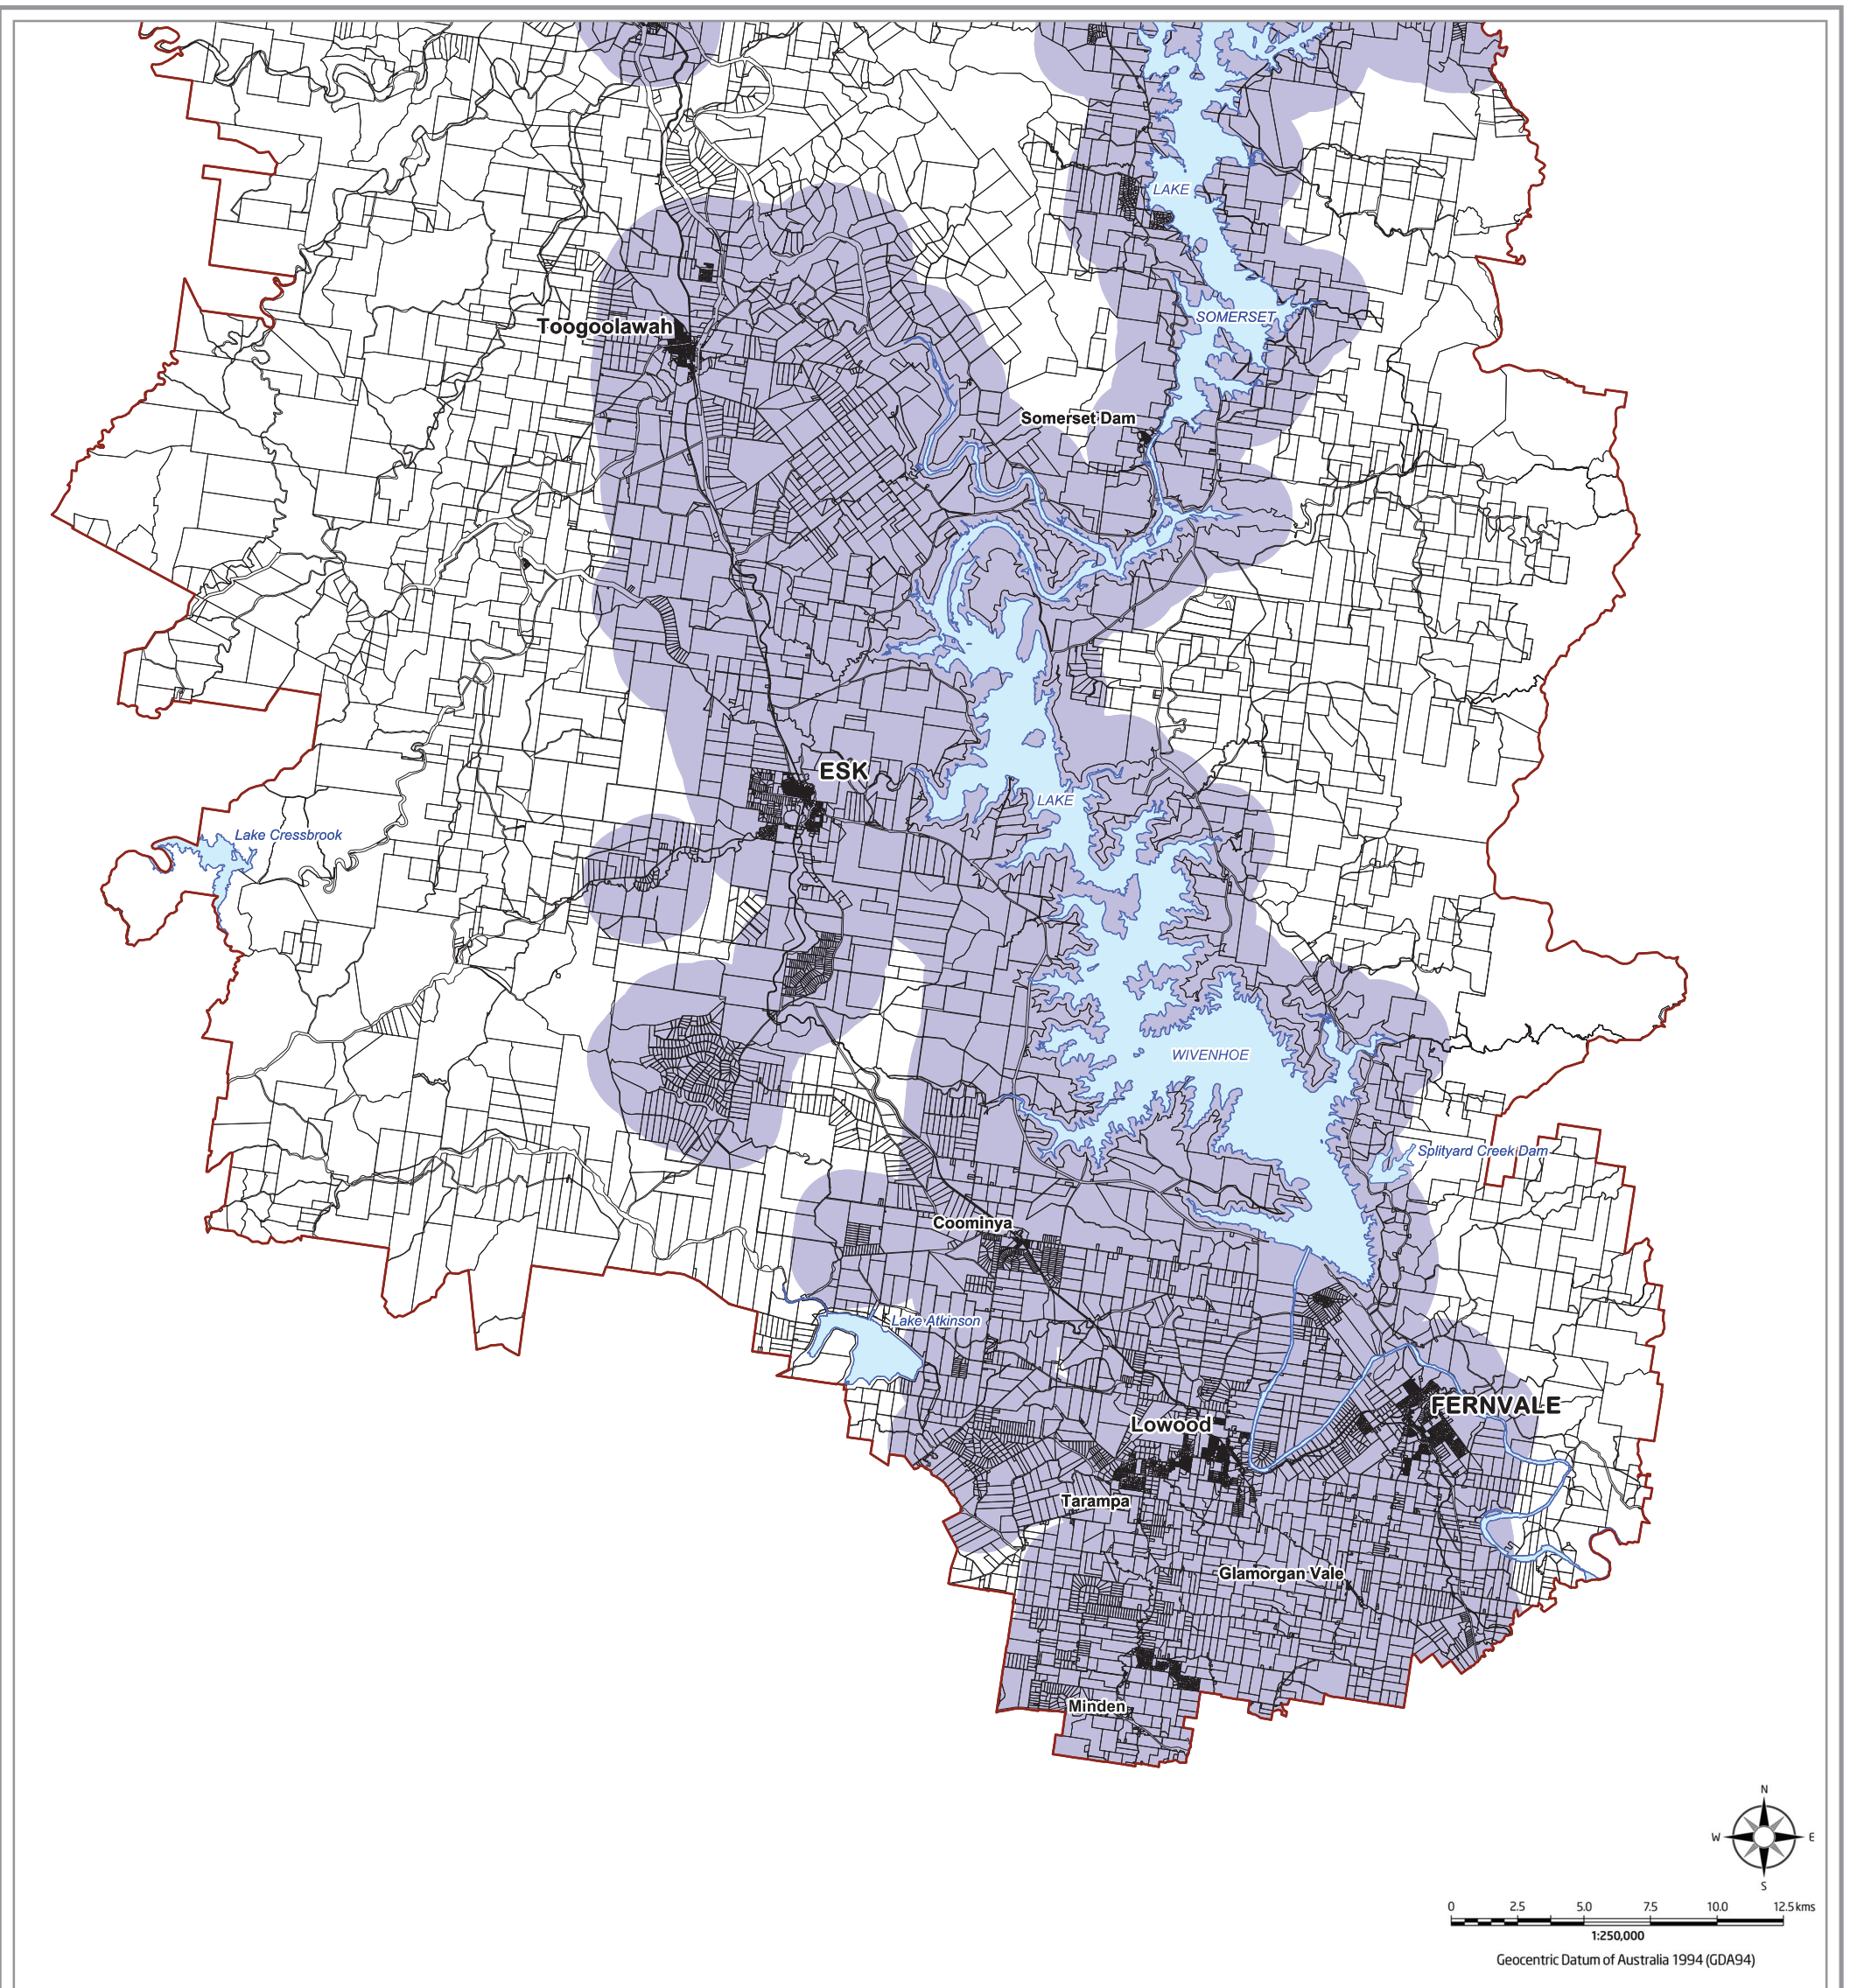 LAKE
SOMERSET
Toogoolawah
Somerset Dam
ESK
LAKE
Lake Cressbrook
WIVENHOE
Splityard Creek Dam
Coominya
Lake Atkinson
FERNVALE
Lowood
Tarampa
Glamorgan Vale
Minden
N
W E
S
0 2.5 5.0 7.5 10.0 12.5 kms
1:250,000
Geocentric Datum of Australia 1994 (GDA94)